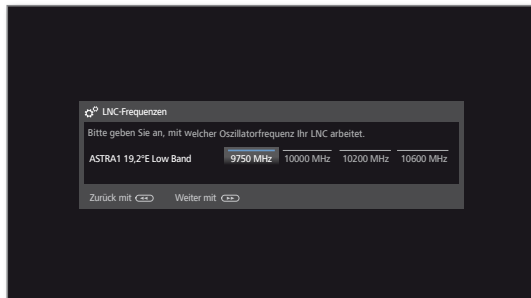 LNC-Frequenzen
Bitte geben Sie an, mit welcher Oszillatorfrequenz Ihr LNC arbeitet.
ASTRA1 19,2°E Low Band 9750 MHz 10000 MHz 10200 MHz 10600 MHz
Zurück mit Weiter mit